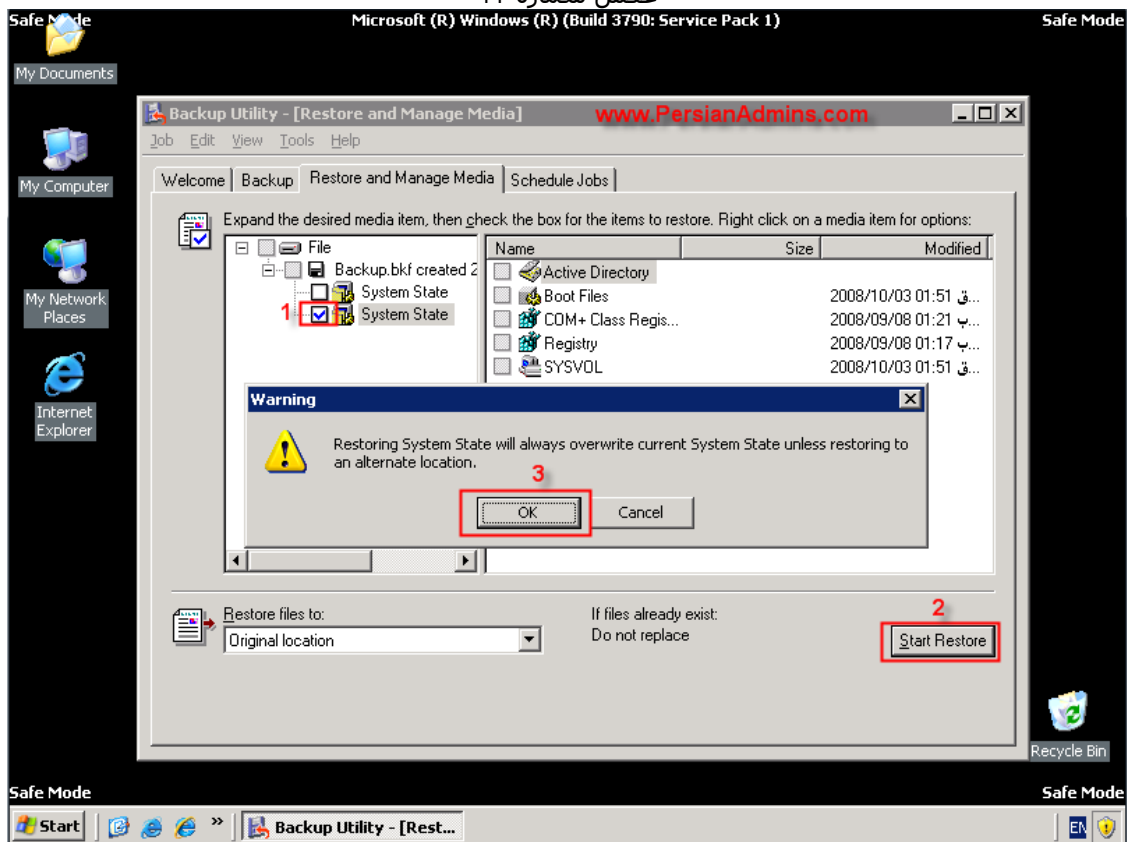 Safe Mode
Microsoft (R) Windows (R) (Build 3790: Service Pack 1)
Safe Mode
My Documents
Backup Utility - [Restore and Manage Media]
www.PersianAdmins.com
Job Edit View Tools Help
My Computer
Welcome
Backup
Restore and Manage Media
Schedule Jobs
Expand the desired media item, then check the box for the items to restore. Right click on a media item for options:
File
Backup.bkf created 2
System State
1
System State
Name Size Modified
Active Directory
Boot Files 2008/10/03 01:51 ق...
COM+ Class Regis... 2008/09/08 01:21 ب...
Registry 2008/09/08 01:17 ب...
SYSVOL 2008/10/03 01:51 ق...
My Network
Places
Internet
Explorer
Warning
Restoring System State will always overwrite current System State unless restoring to
an alternate location.
3
OK
Cancel
Restore files to:
Original location
If files already exist:
Do not replace
2
Start Restore
Recycle Bin
Safe Mode
Safe Mode
Start
Backup Utility - [Rest...
EN